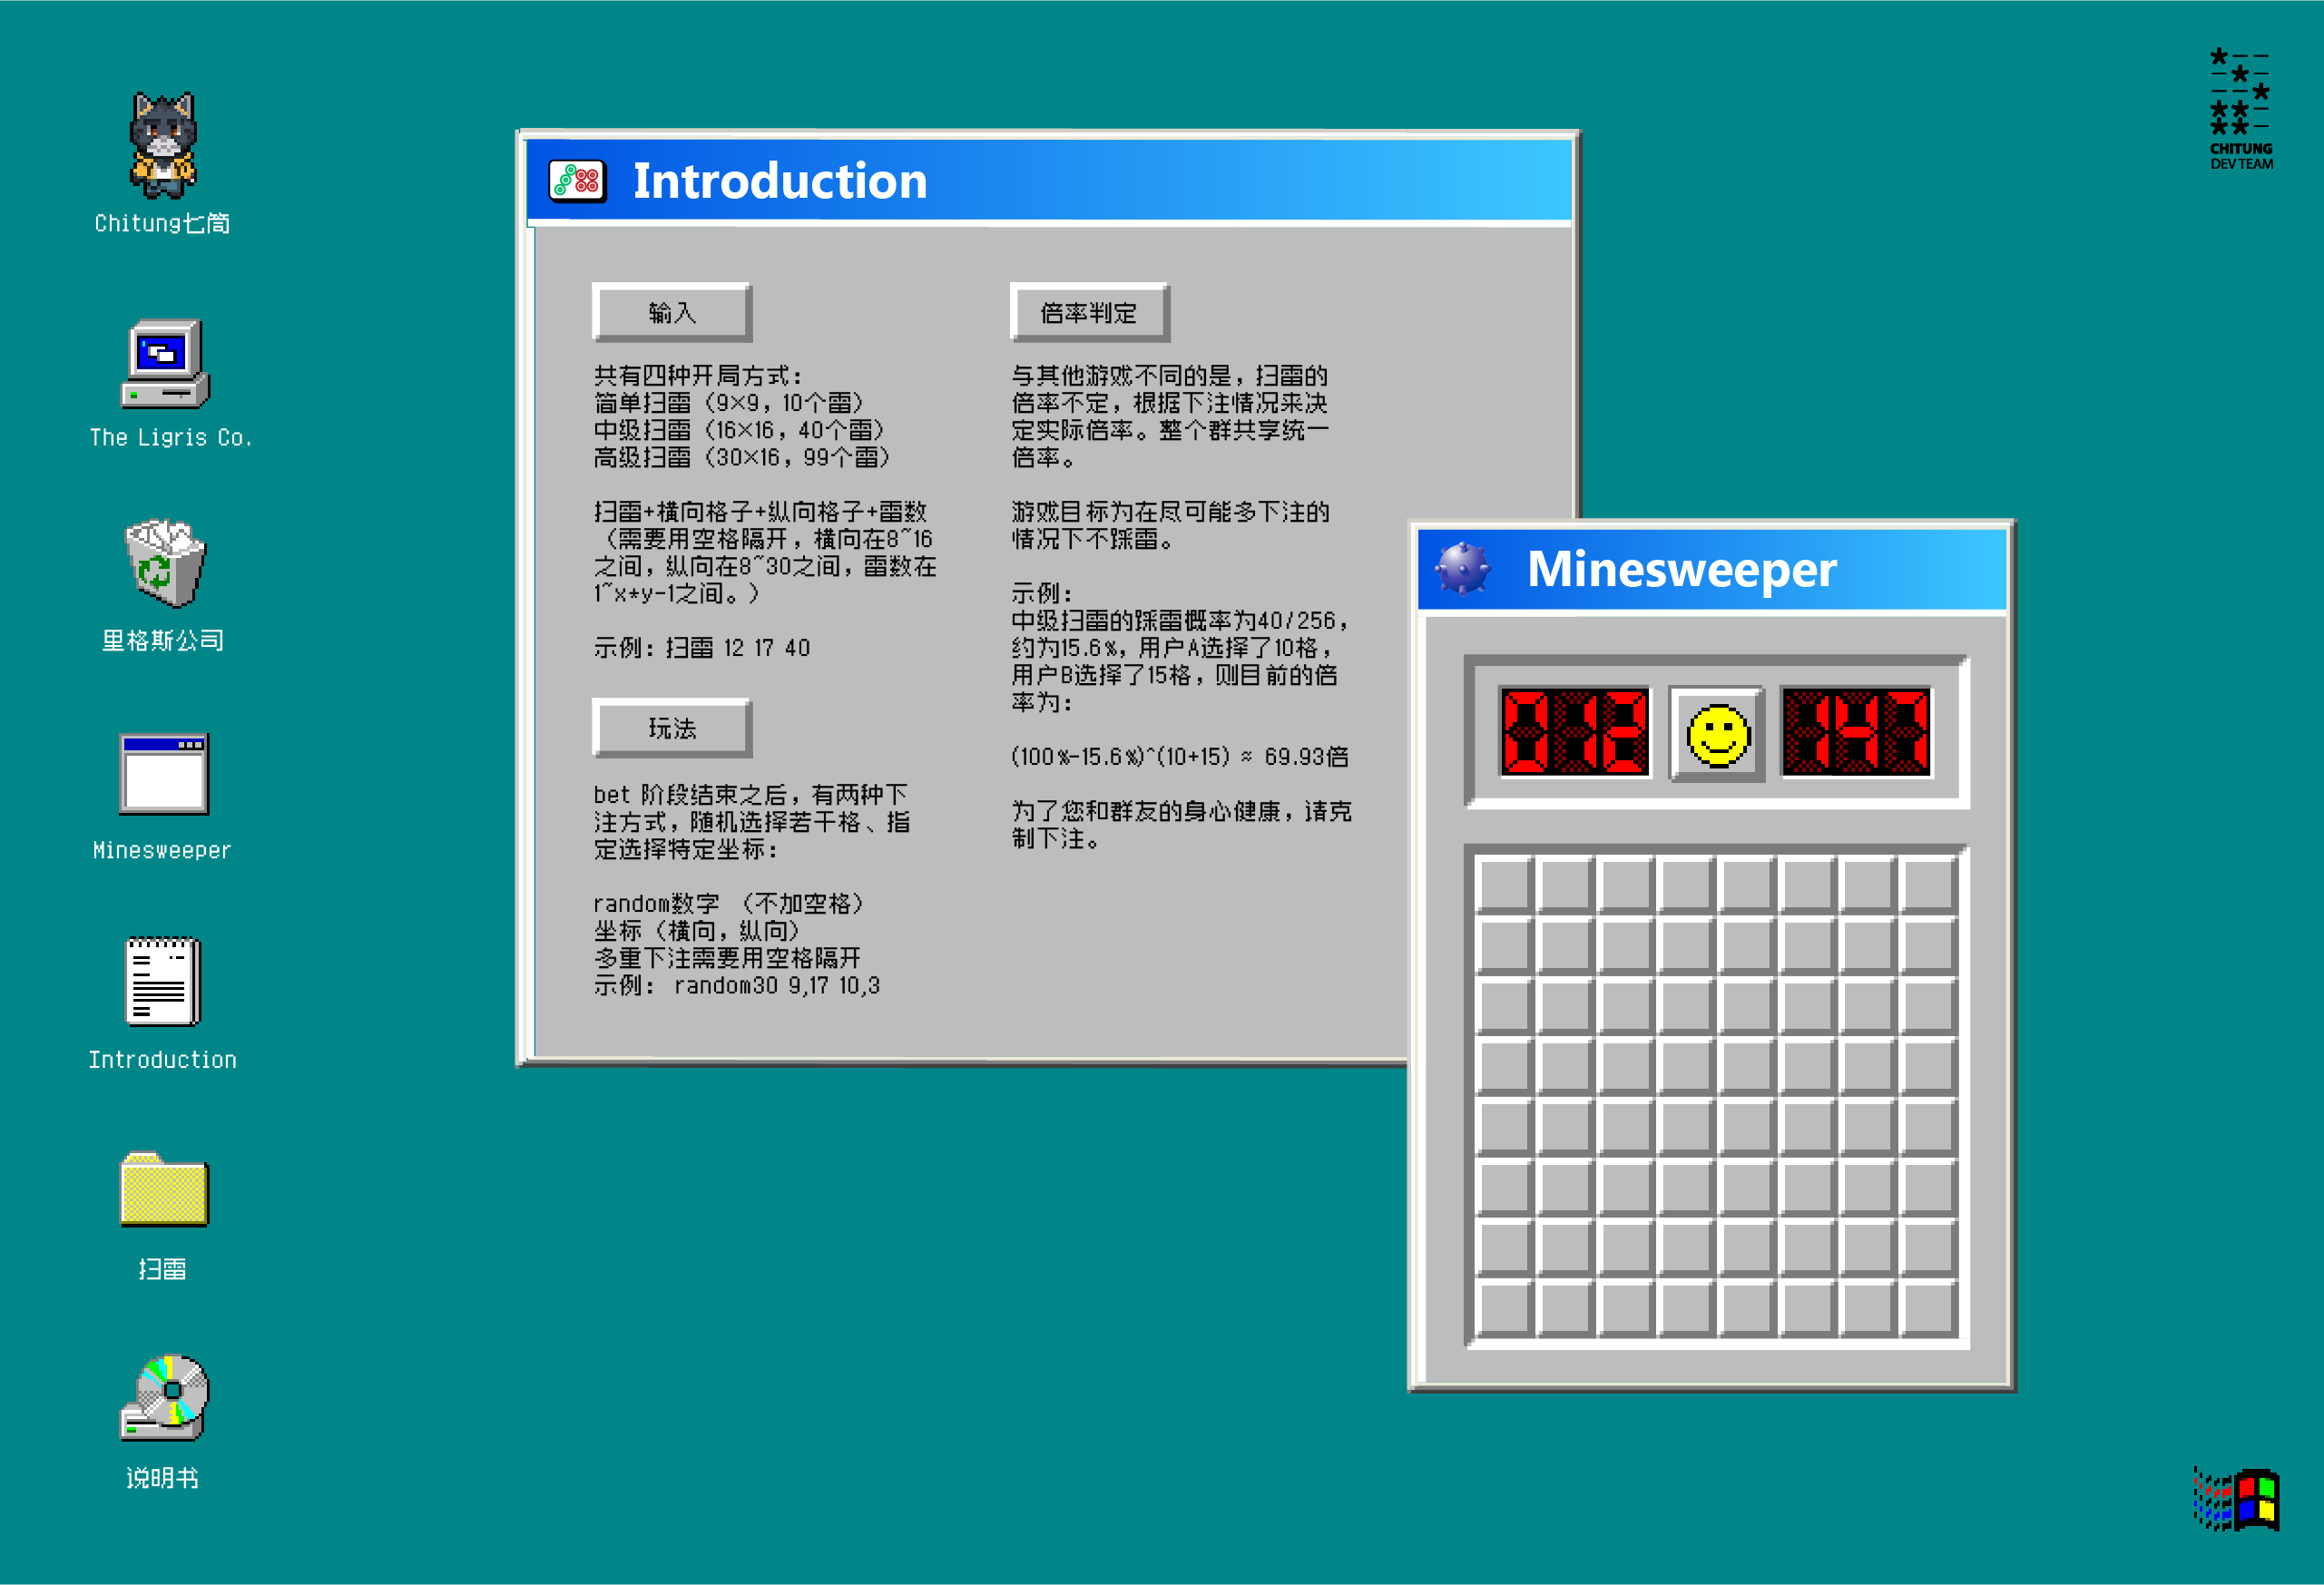 Chitung七筒
The Ligris Co.
里格斯公司
Minesweeper
Introduction
扫雷
说明书
Introduction
输入
共有四种开局方式：
简单扫雷（9×9，10个雷）
中级扫雷（16×16，40个雷）
高级扫雷（30×16，99个雷）
扫雷+横向格子+纵向格子+雷数
（需要用空格隔开，横向在8~16
之间，纵向在8~30之间，雷数在
1~x*y-1之间。）
示例：扫雷 12 17 40
玩法
bet 阶段结束之后，有两种下
注方式，随机选择若干格、指
定选择特定坐标：
random数字 （不加空格）
坐标（横向，纵向）
多重下注需要用空格隔开
示例： random30 9,17 10,3
倍率判定
与其他游戏不同的是，扫雷的
倍率不定，根据下注情况来决
定实际倍率。整个群共享统一
倍率。
游戏目标为在尽可能多下注的
情况下不踩雷。
示例：
中级扫雷的踩雷概率为40/256，
约为15.6%，用户A选择了10格，
用户B选择了15格，则目前的倍
率为：
(100%-15.6%)^(10+15) ≈ 69.93倍
为了您和群友的身心健康，请克
制下注。
Minesweeper
012
147
*--
-*-
--*
**-
**-
CHITUNG
DEV TEAM